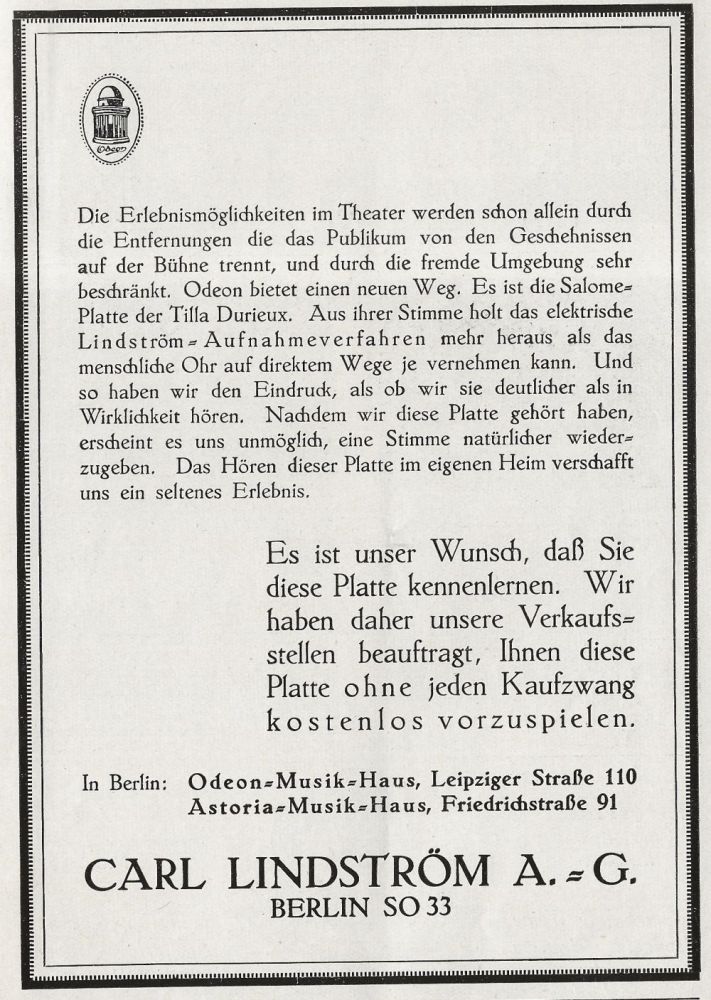 Odeon
Die Erlebnismöglichkeiten im Theater werden schon allein durch
die Entfernungen die das Publikum von den Geschehnissen
auf der Bühne trennt, und durch die fremde Umgebung sehr
beschränkt. Odeon bietet einen neuen Weg. Es ist die Salome-
Platte der Tilla Durieux. Aus ihrer Stimme holt das elektrische
Lindström-Aufnahmeverfahren mehr heraus als das
menschliche Ohr auf direktem Wege je vernehmen kann. Und
so haben wir den Eindruck, als ob wir sie deutlicher als in
Wirklichkeit hören. Nachdem wir diese Platte gehört haben,
erscheint es uns unmöglich, eine Stimme natürlicher wieder-
zugeben. Das Hören dieser Platte im eigenen Heim verschafft
uns ein seltenes Erlebnis.
Es ist unser Wunsch, daß Sie
diese Platte kennenlernen. Wir
haben daher unsere Verkaufs-
stellen beauftragt, Ihnen diese
Platte ohne jeden Kaufzwang
kostenlos vorzuspielen.
In Berlin: Odeon-Musik-Haus, Leipziger Straße 110
Astoria-Musik-Haus, Friedrichstraße 91
CARL LINDSTRÖM A.-G.
BERLIN SO 33